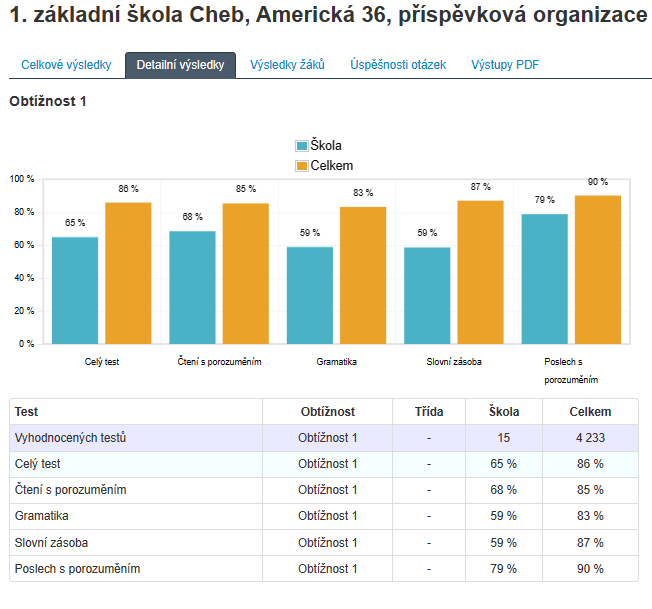 1. základní škola Cheb, Americká 36, příspěvková organizace
Celkové výsledky Detailní výsledky Výsledky žáků Úspěšnosti otázek Výstupy PDF
Obtížnost 1
Škola
Celkem
100 %
80 %
60 %
40 %
20 %
0 %
65 % 86 % 68 % 85 % 59 % 83 % 59 % 87 % 79 % 90 %
Celý test Čtení s porozuměním Gramatika Slovní zásoba Poslech s
porozuměním
Test Obtížnost Třída Škola Celkem
Vyhodnocených testů Obtížnost 1 - 15 4 233
Celý test Obtížnost 1 - 65 % 86 %
Čtení s porozuměním Obtížnost 1 - 68 % 85 %
Gramatika Obtížnost 1 - 59 % 83 %
Slovní zásoba Obtížnost 1 - 59 % 87 %
Poslech s porozuměním Obtížnost 1 - 79 % 90 %